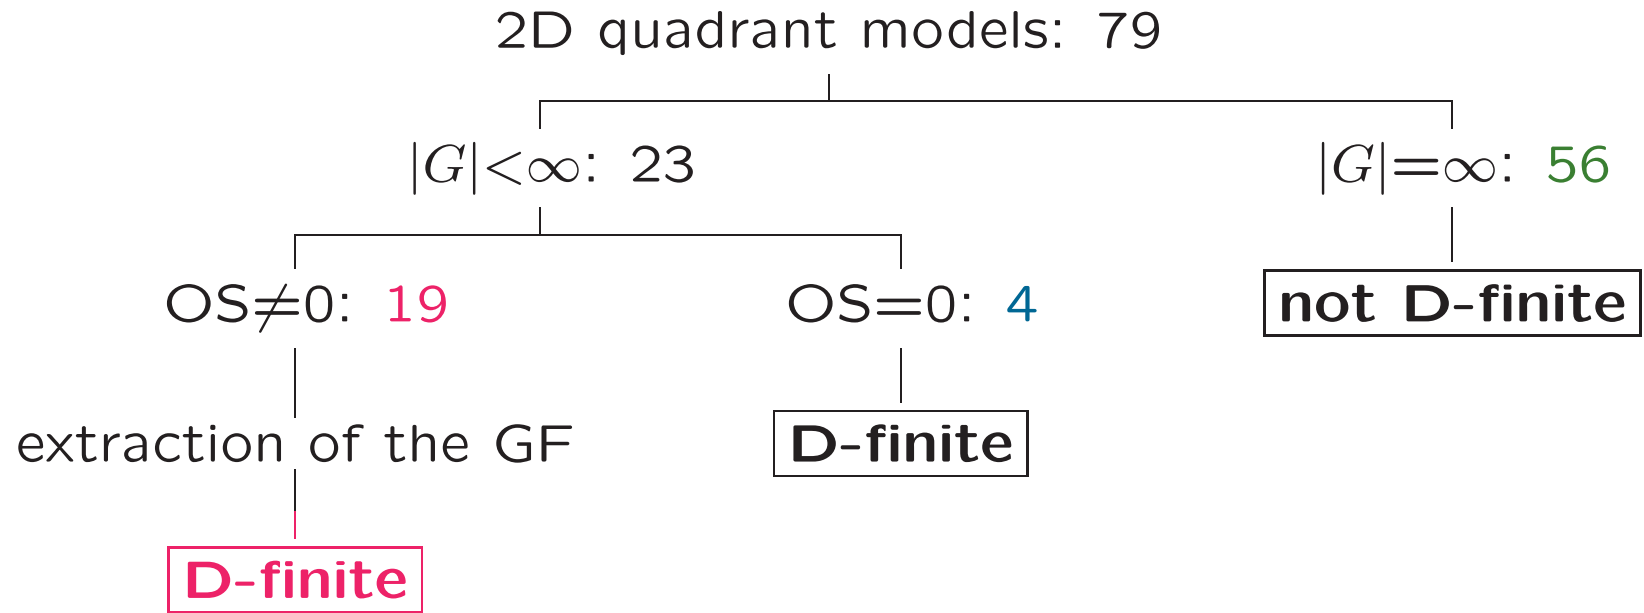 2D quadrant models: 79
|G|<∞: 23
|G|=∞: 56
OS≠0: 19
OS=0: 4
not D-finite
extraction of the GF
D-finite
D-finite